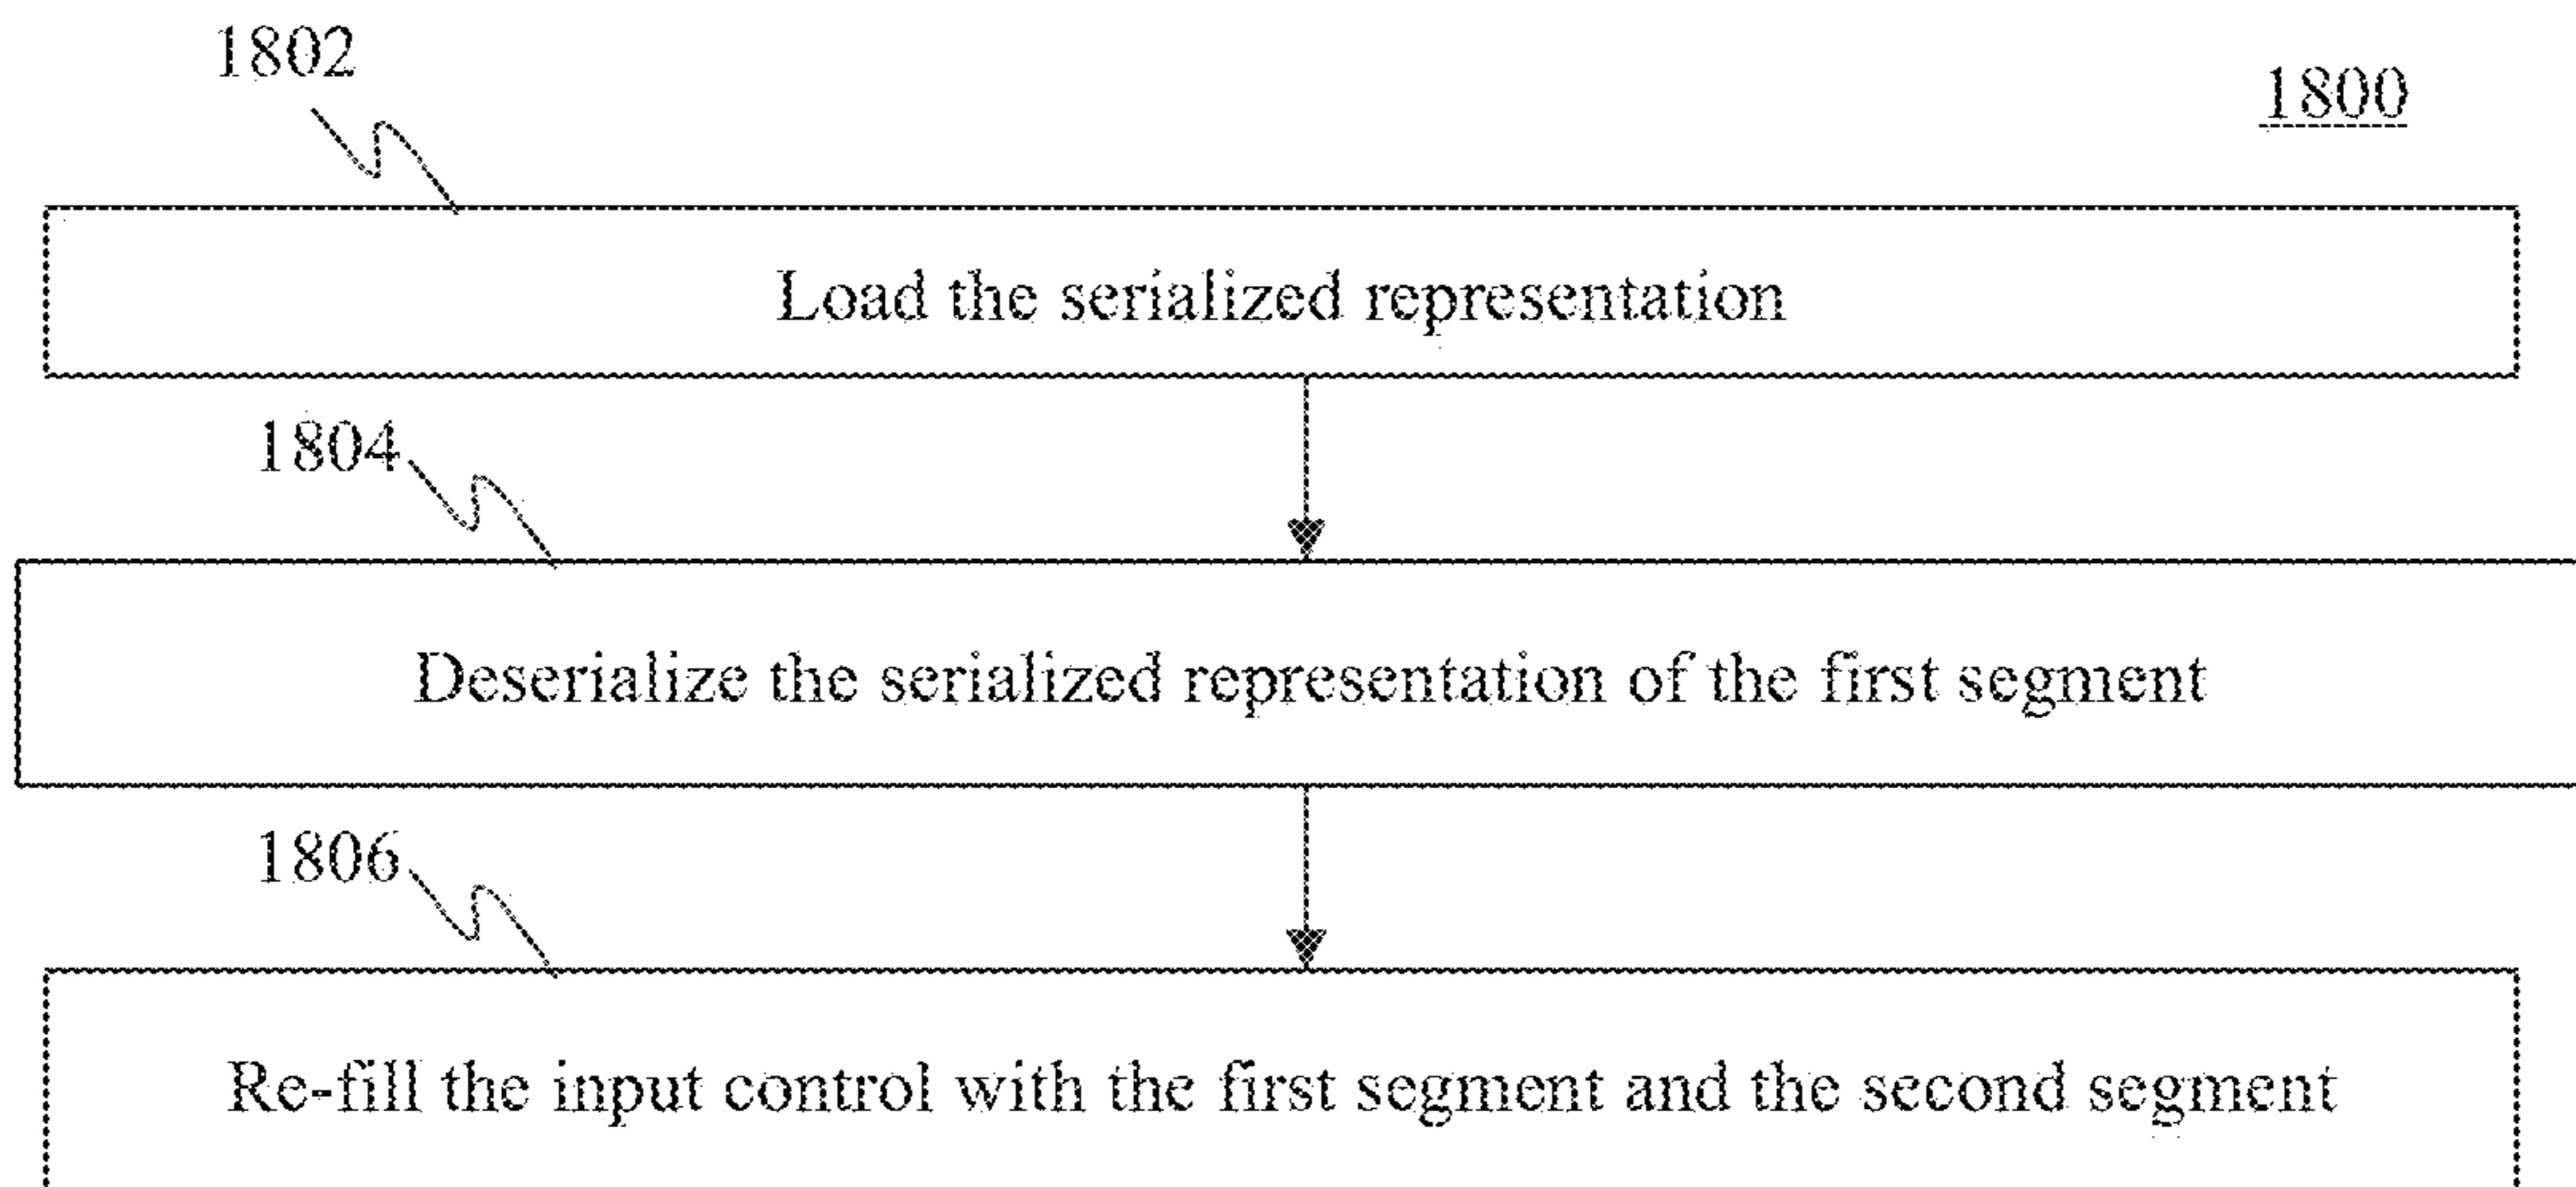 1802
1800
Load the serialized representation
1804
Deserialize the serialized representation of the first segment
1806
Re-fill the input control with the first segment and the second segment